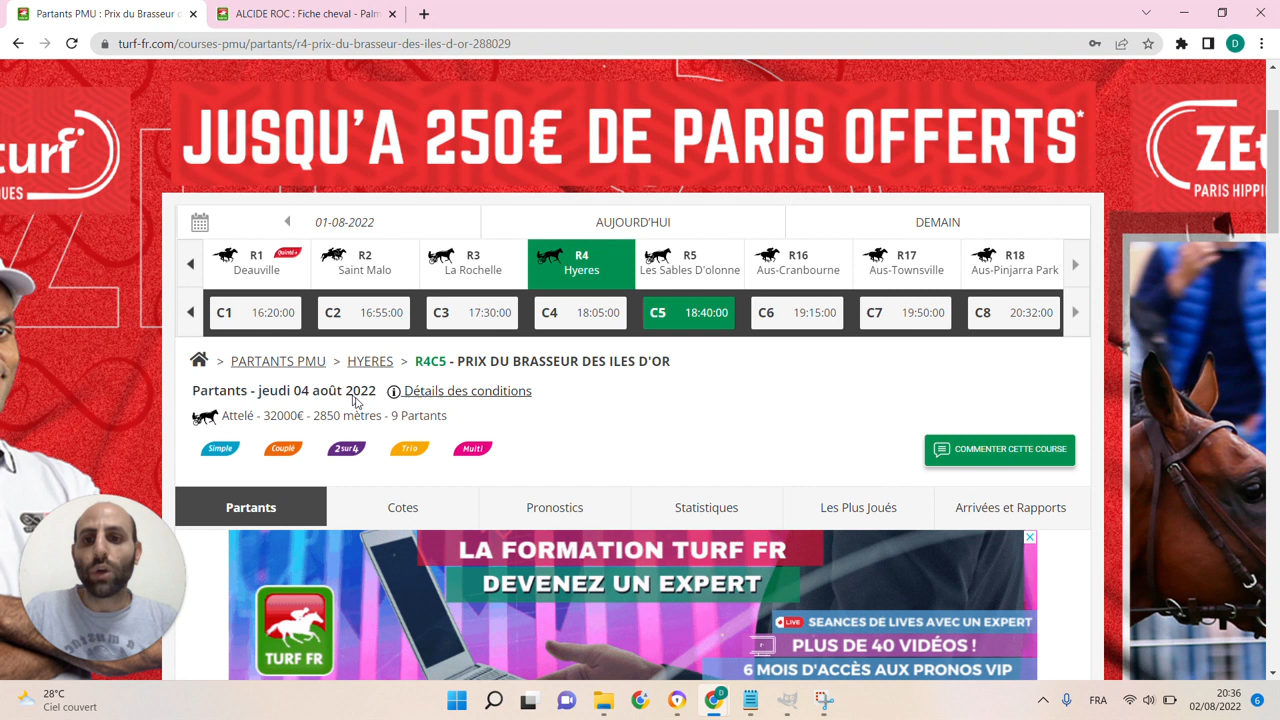 Partants PMU : Prix du Brasseur d
ALCIDE ROC : Fiche cheval - Palm
turf-fr.com/courses-pmu/partants/r4-prix-du-brasseur-des-iles-d-or-288029
D
JUSQU'A 250€ DE PARIS OFFERTS*
turf
ZEt
PARIS HIPPI
01-08-2022
AUJOURD'HUI
DEMAIN
R1 Quinté+
Deauville
R2
Saint Malo
R3
La Rochelle
R4
Hyeres
R5
Les Sables D'olonne
R16
Aus-Cranbourne
R17
Aus-Townsville
R18
Aus-Pinjarra Park
C1 16:20:00
C2 16:55:00
C3 17:30:00
C4 18:05:00
C5 18:40:00
C6 19:15:00
C7 19:50:00
C8 20:32:00
> PARTANTS PMU > HYERES > R4C5 - PRIX DU BRASSEUR DES ILES D'OR
Partants - jeudi 04 août 2022 Détails des conditions
Attelé - 32000€ - 2850 mètres - 9 Partants
Simple Couplé 2sur4 Trio Multi
COMMENTER CETTE COURSE
Partants Cotes Pronostics Statistiques Les Plus Joués Arrivées et Rapports
LA FORMATION TURF FR
DEVENEZ UN EXPERT
LIVE SEANCES DE LIVES AVEC UN EXPERT
PLUS DE 40 VIDÉOS !
6 MOIS D'ACCÈS AUX PRONOS VIP
TURF FR
28°C
Ciel couvert
FRA
20:36
02/08/2022
6